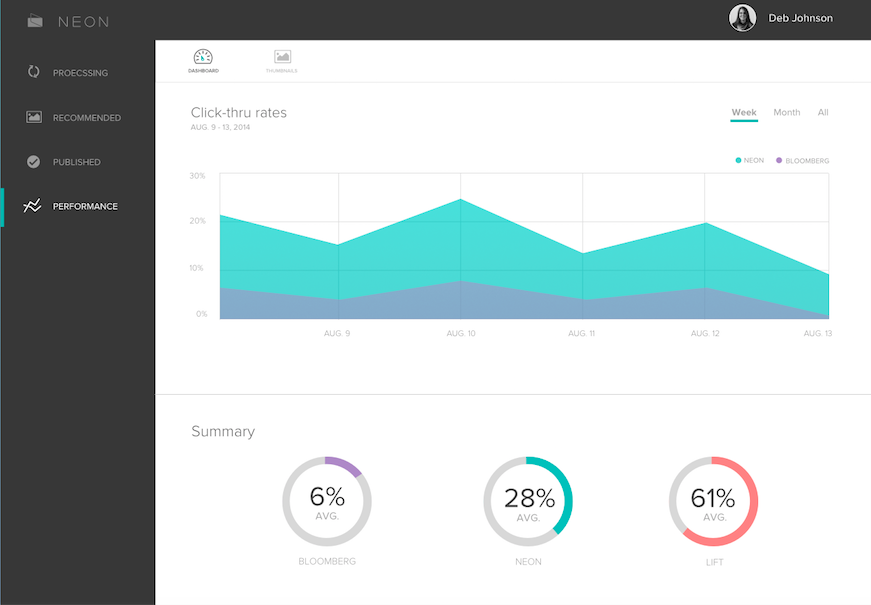 NEON
Deb Johnson
PROECSSING
RECOMMENDED
PUBLISHED
PERFORMANCE
DASHBOARD
THUMBNAILS
Click-thru rates
AUG. 9 - 13, 2014
Week
Month
All
NEON
BLOOMBERG
30%
20%
10%
0%
AUG. 9
AUG. 10
AUG. 11
AUG. 12
AUG. 13
Summary
6%
AVG.
BLOOMBERG
28%
AVG.
NEON
61%
AVG.
LIFT